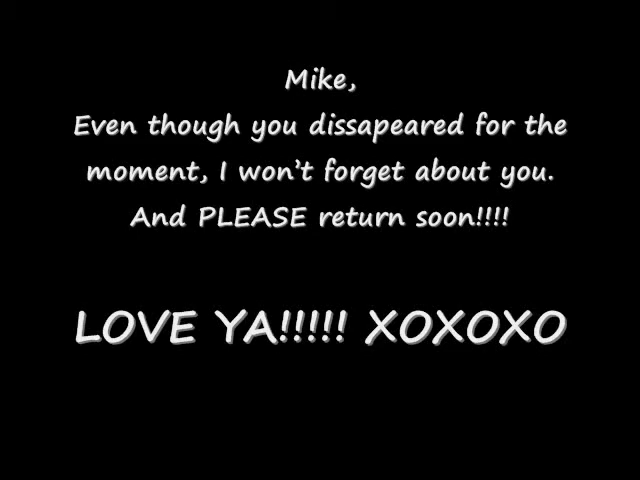 Mike,
Even though you dissapeared for the
moment, I won’t forget about you.
And PLEASE return soon!!!!
LOVE YA!!!!! XOXOXO